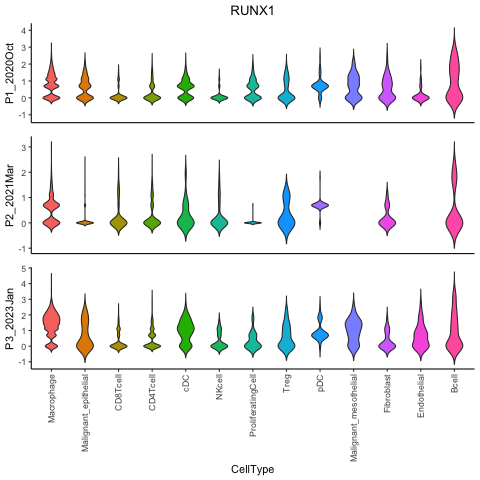 RUNX1
P1_2020Oct
4
3
2
1
0
-1
P2_2021Mar
3
2
1
0
-1
P3_2023Jan
5
4
3
2
1
0
-1
Macrophage
Malignant_epithelial
CD8Tcell
CD4Tcell
cDC
NKcell
ProliferatingCell
Treg
pDC
Malignant_mesothelial
Fibroblast
Endothelial
Bcell
CellType